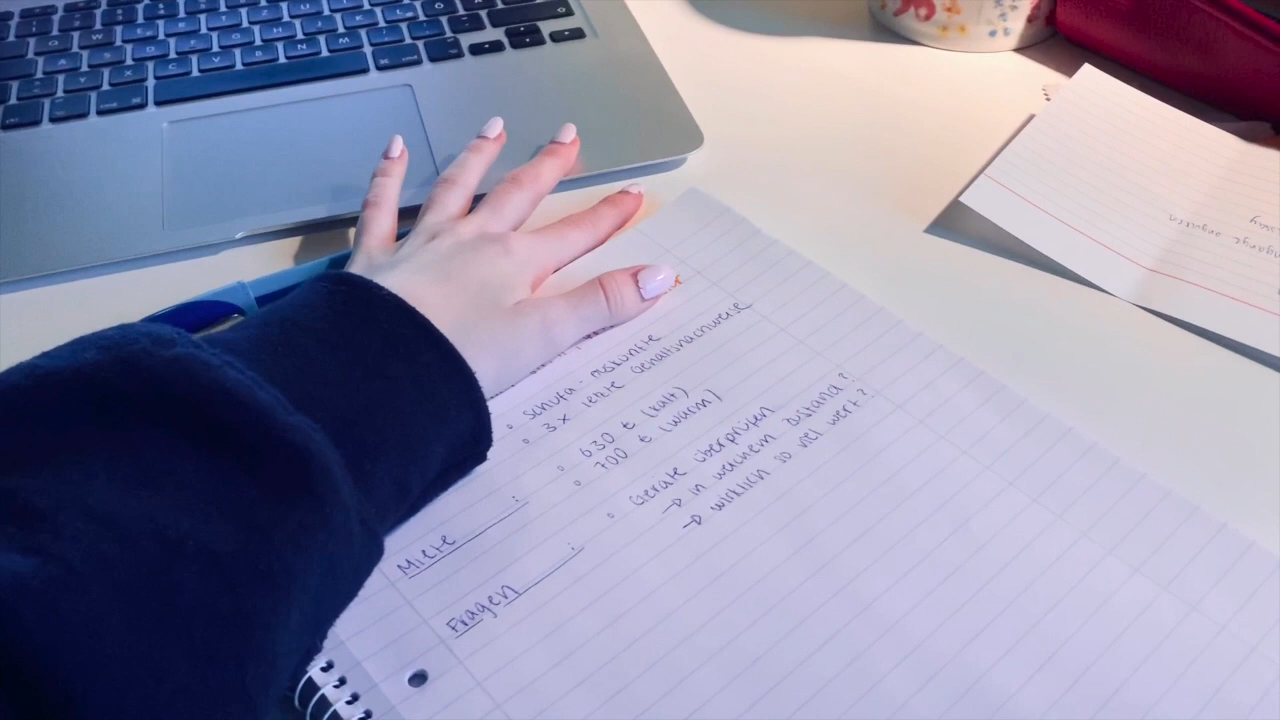 Schufa-Auskünfte
3x letzte Gehaltsnachweise
Miete : 630 € (kalt)
700 € (warm)
Fragen : Geräte überprüfen
→ in welchem Zustand?
→ wirklich so viel wert?